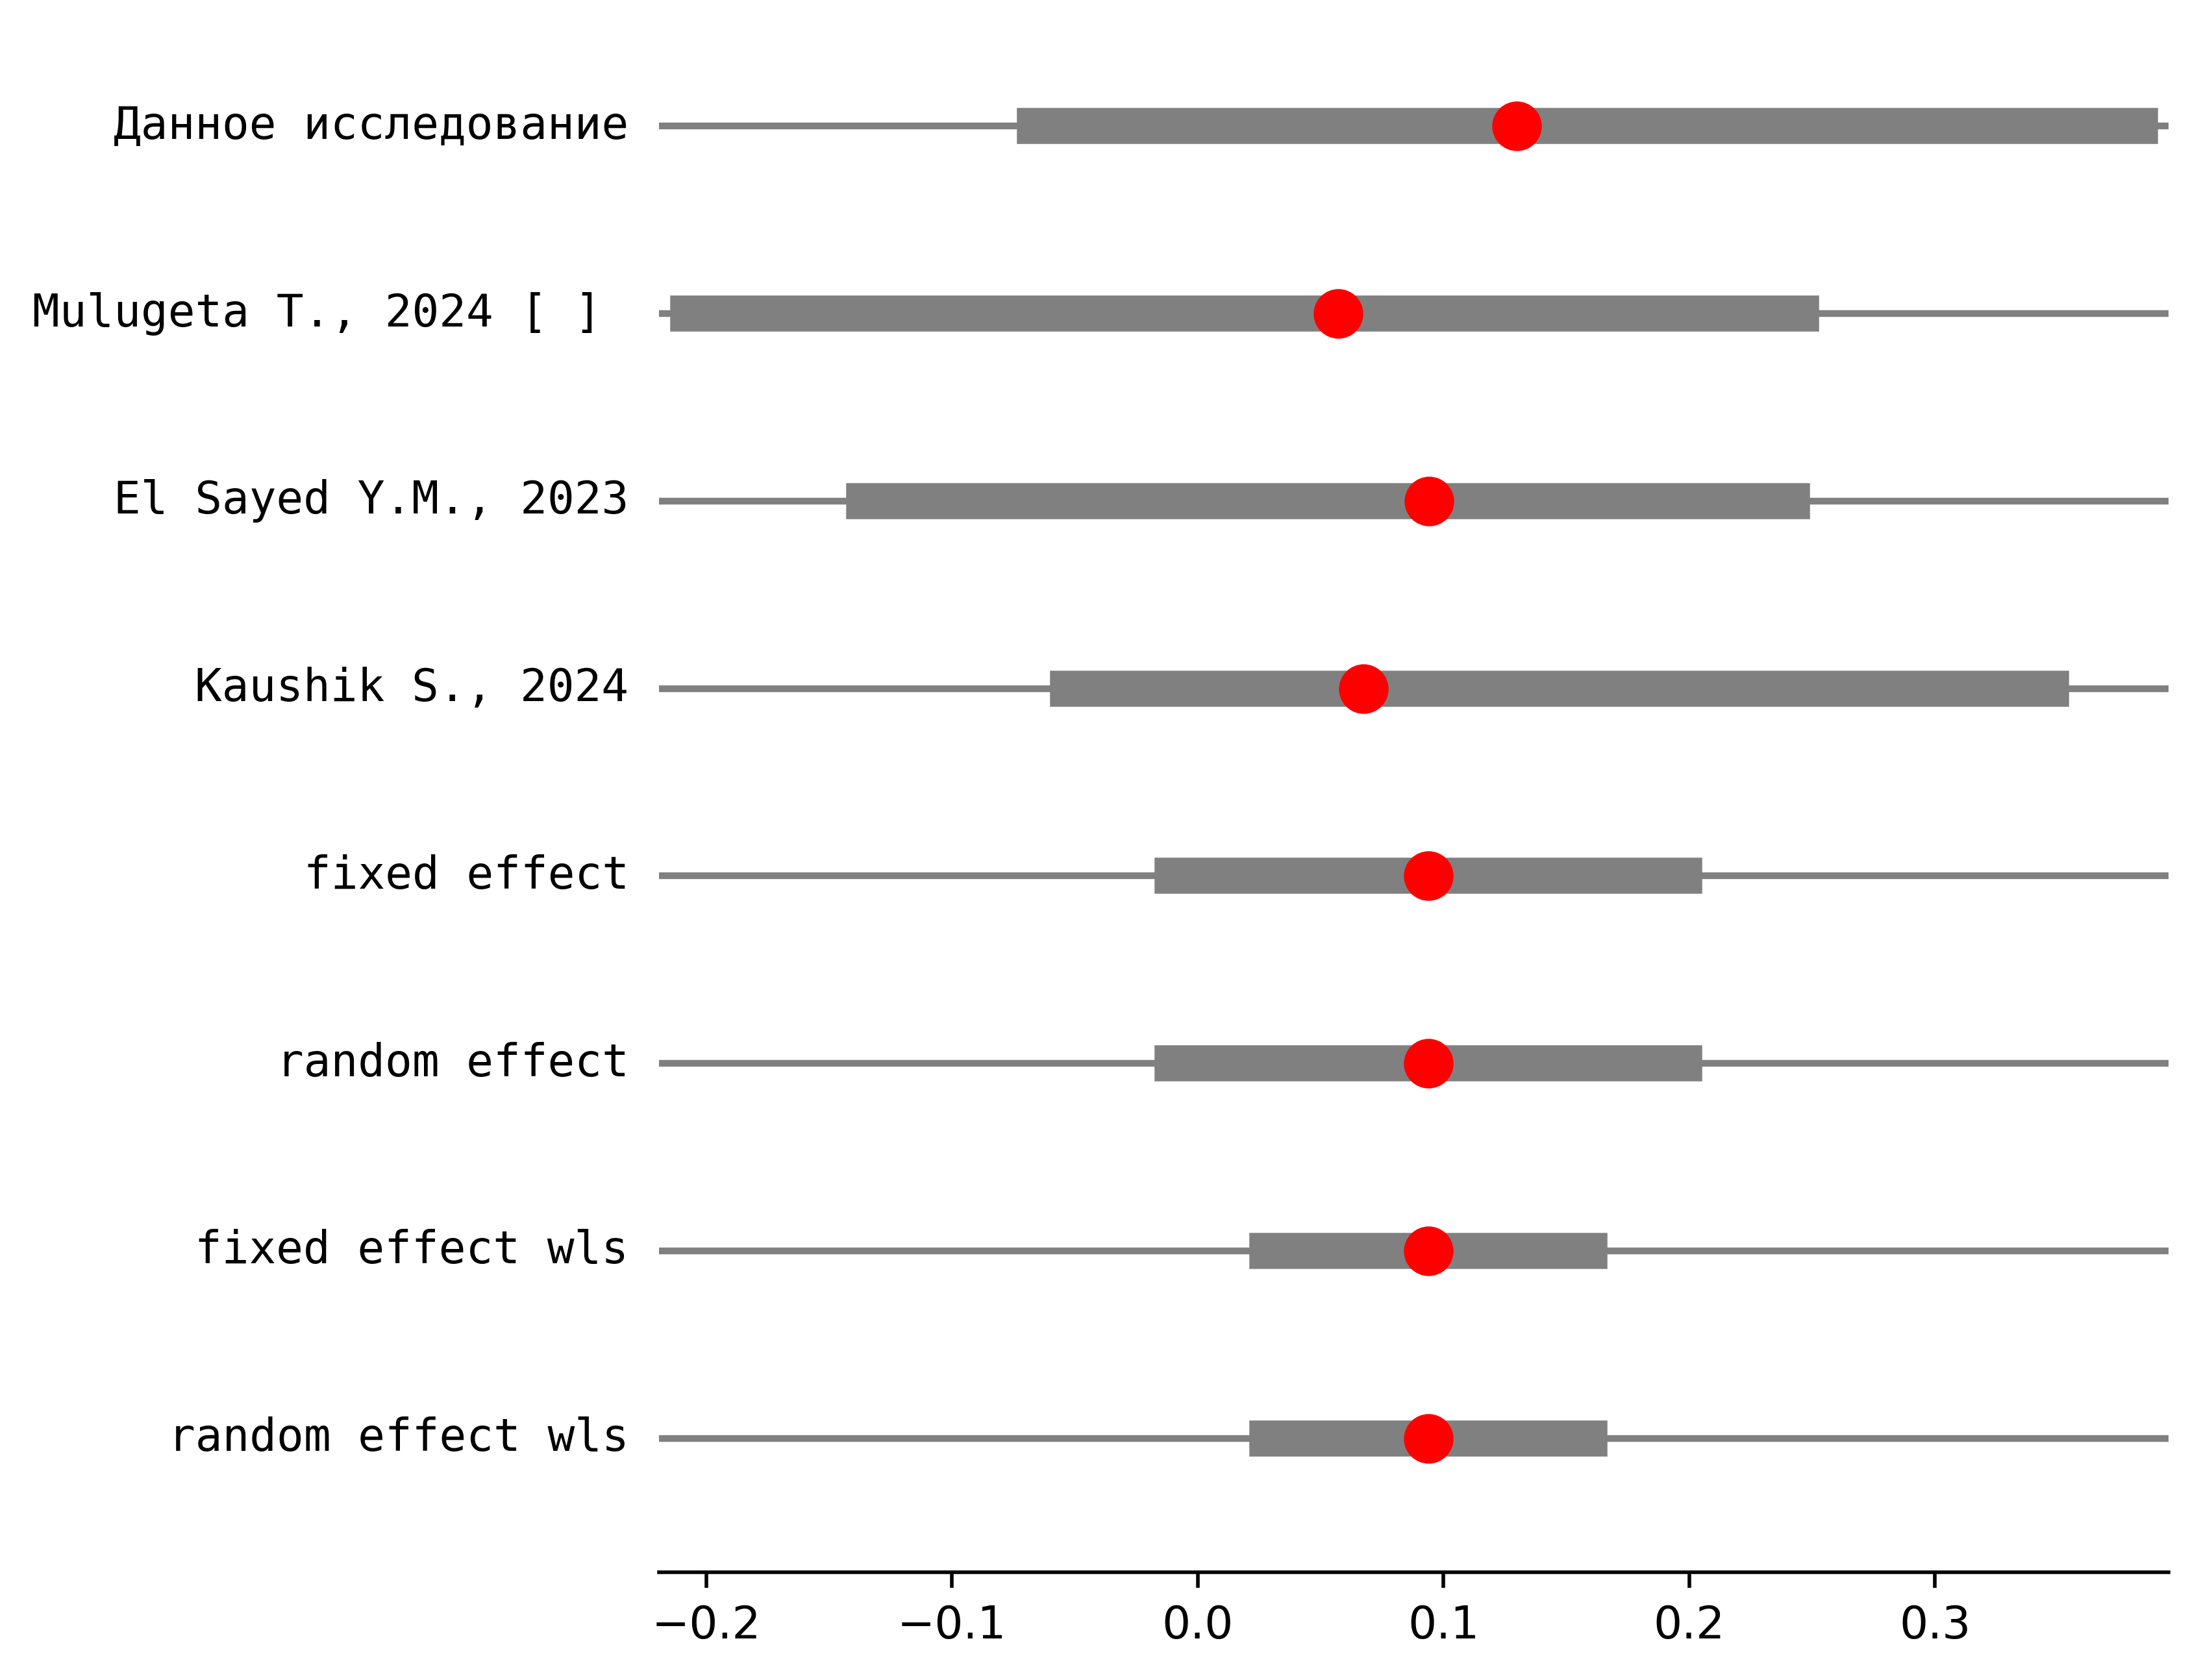 Данное исследование
Mulugeta T., 2024 [ ]
El Sayed Y.M., 2023
Kaushik S., 2024
fixed effect
random effect
fixed effect wls
random effect wls
−0.2 −0.1 0.0 0.1 0.2 0.3